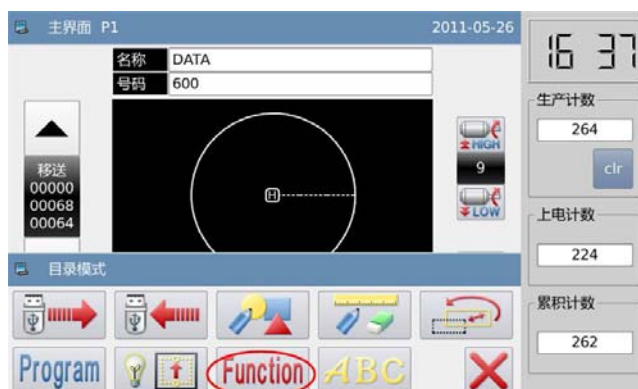 主界面 P1 2011-05-26
16 37
名称 DATA
号码 600
移送
00000
00068
00064
H
HIGH
9
LOW
生产计数
264
clr
上电计数
224
累积计数
262
目录模式
Program
Function
ABC